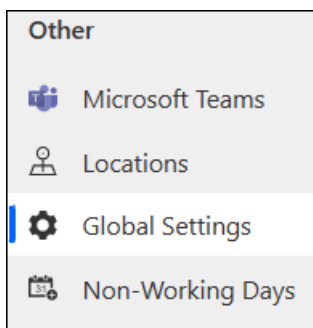 Other
Microsoft Teams
Locations
Global Settings
Non-Working Days